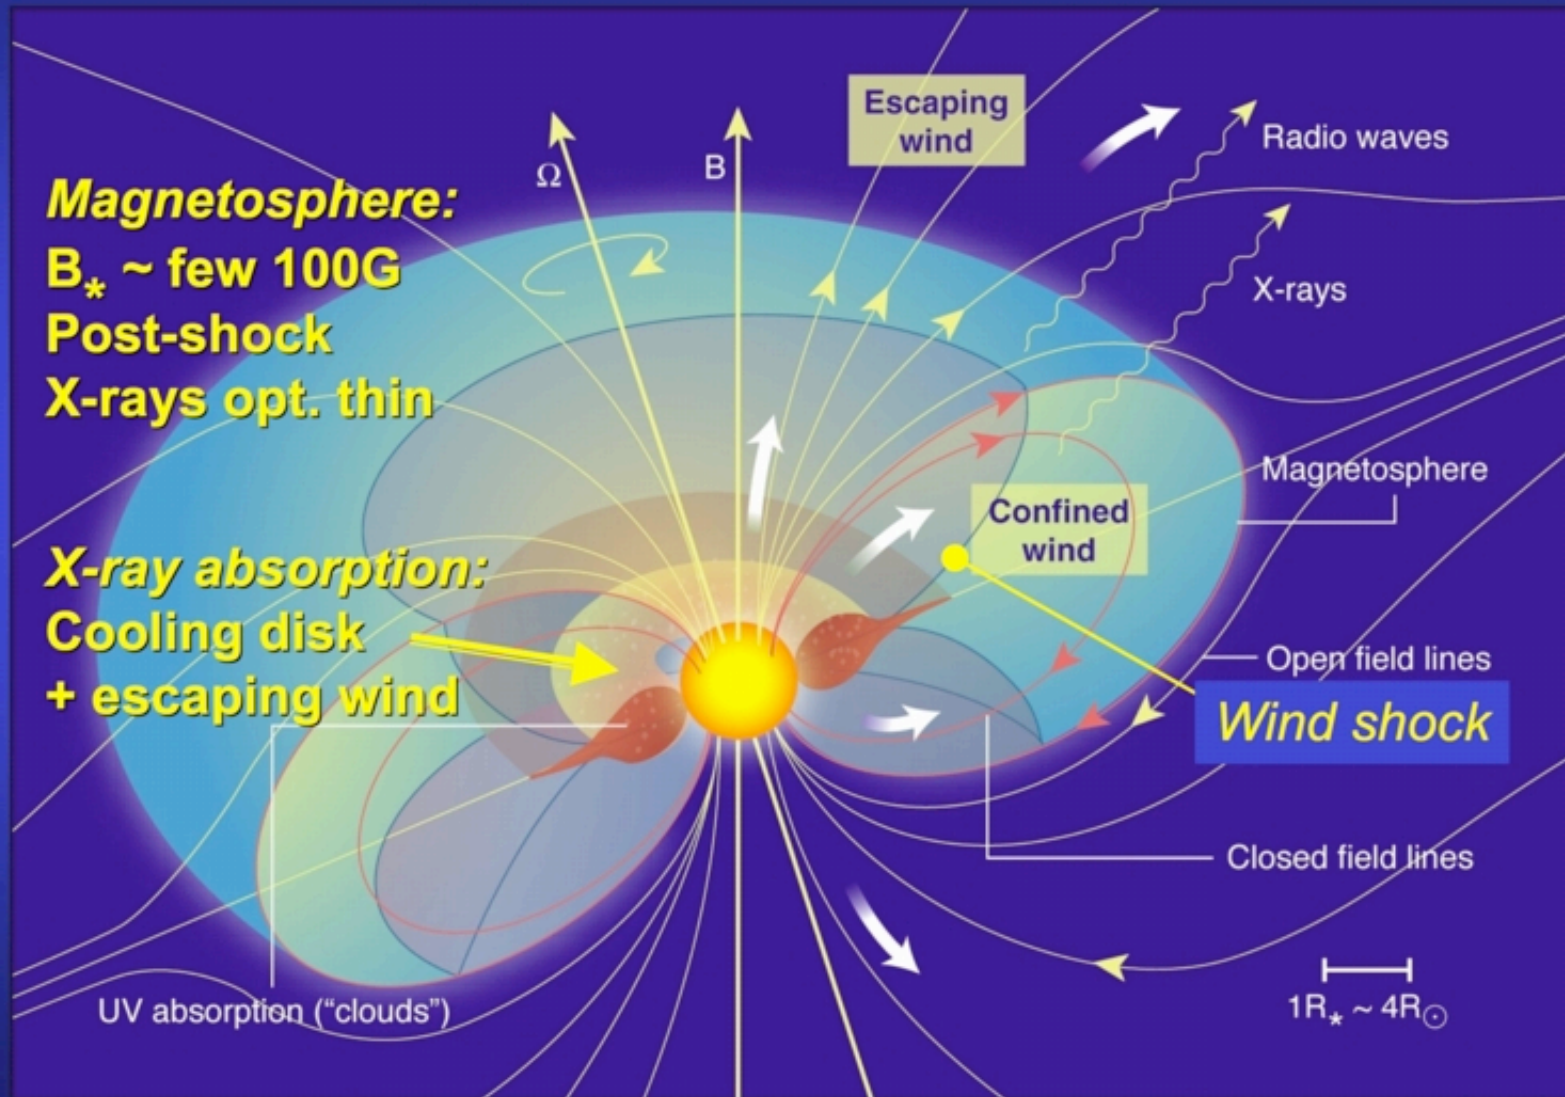 Escaping
wind
Radio waves
Ω
B
Magnetosphere:
B* ~ few 100G
Post-shock
X-rays opt. thin
X-rays
Magnetosphere
Confined
wind
X-ray absorption:
Cooling disk
+ escaping wind
Open field lines
Wind shock
Closed field lines
UV absorption (“clouds”)
1R* ~ 4R☉